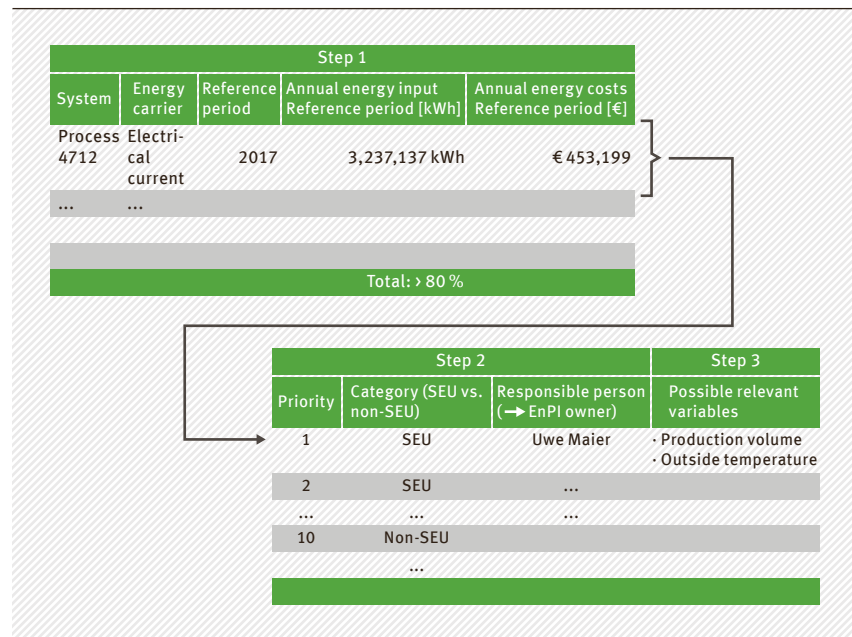 Step 1
System
Energy carrier
Reference period
Annual energy input Reference period [kWh]
Annual energy costs Reference period [€]
Process 4712
Electri-
cal
current
2017
3,237,137 kWh
€ 453,199
...
...
Total: > 80 %
Step 2
Step 3
Priority
Category (SEU vs. non-SEU)
Responsible person (→ EnPI owner)
Possible relevant variables
1
SEU
Uwe Maier
· Production volume
· Outside temperature
2
SEU
...
...
...
...
10
Non-SEU
...